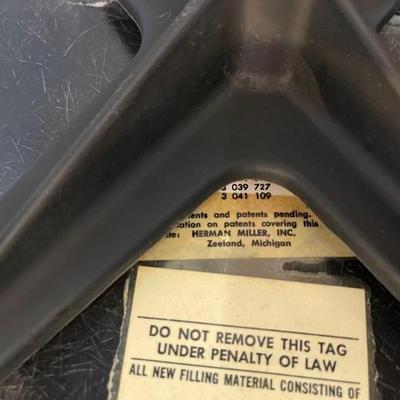 3 039 727
3 041 109
ents and patents pending.
ation on patents covering this
te: HERMAN MILLER, INC.
Zeeland, Michigan
DO NOT REMOVE THIS TAG
UNDER PENALTY OF LAW
ALL NEW FILLING MATERIAL CONSISTING OF